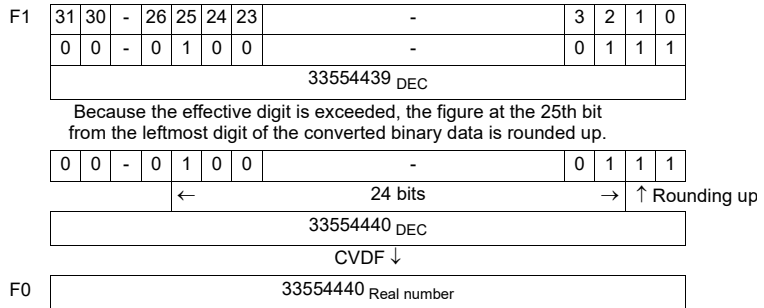 F1 31 30 - 26 25 24 23 - 3 2 1 0
0 0 - 0 1 0 0 - 0 1 1 1
33554439 DEC
Because the effective digit is exceeded, the figure at the 25th bit
from the leftmost digit of the converted binary data is rounded up.
0 0 - 0 1 0 0 - 0 1 1 1
← 24 bits → ↑ Rounding up
33554440 DEC
CVDF ↓
F0 33554440 Real number